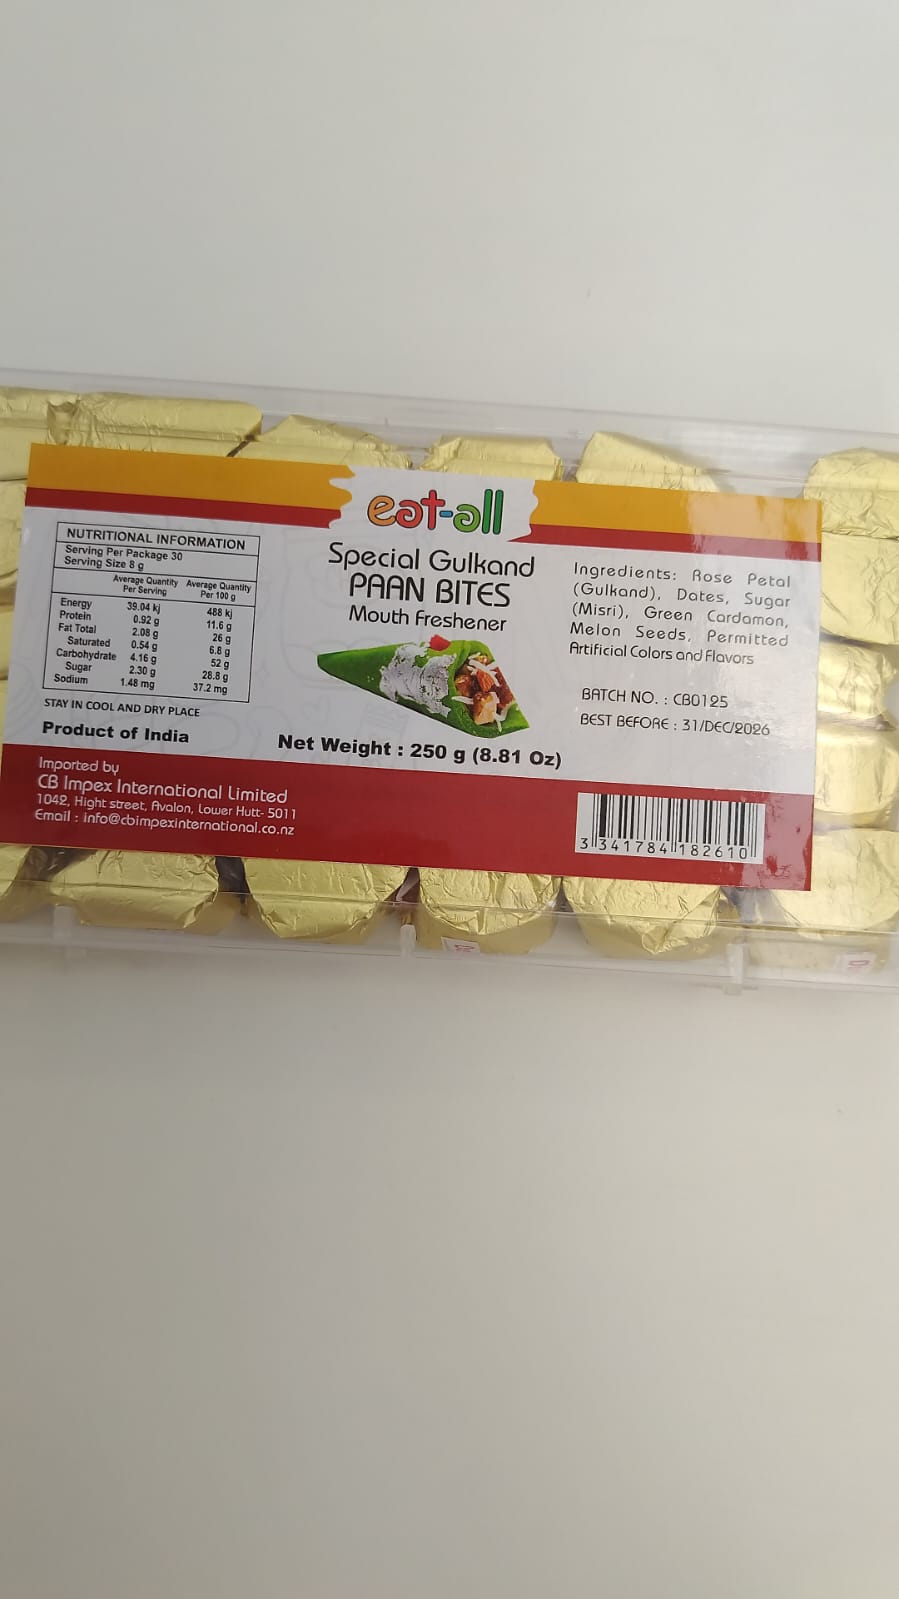 eat-all
Special Gulkand
PAAN BITES
Mouth Freshener
Net Weight : 250 g (8.81 Oz)
NUTRITIONAL INFORMATION
Serving Per Package 30
Serving Size 8 g
Average Quantity Per Serving Average Quantity Per 100 g
Energy 39.04 kj 488 kj
Protein 0.92 g 11.6 g
Fat Total 2.08 g 26 g
Saturated 0.54 g 6.8 g
Carbohydrate 4.16 g 52 g
Sugar 2.30 g 28.8 g
Sodium 1.48 mg 37.2 mg
STAY IN COOL AND DRY PLACE
Product of India
Imported by
CB Impex International Limited
1042, Hight street, Avalon, Lower Hutt- 5011
Email : info@cbimpexinternational.co.nz
Ingredients: Rose Petal
(Gulkand), Dates, Sugar
(Misri), Green Cardamon,
Melon Seeds, Permitted
Artificial Colors and Flavors
BATCH NO. : CB0125
BEST BEFORE : 31/DEC/2026
3 341784 182610